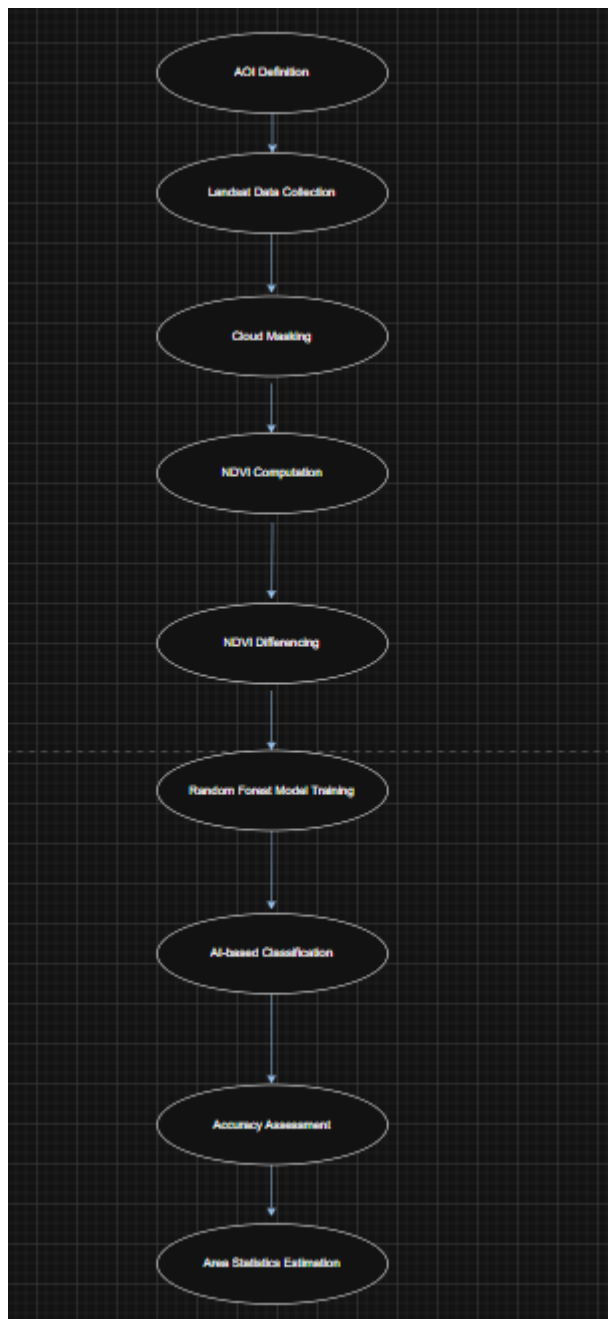 AOI Definition
Landsat Data Collection
Cloud Masking
NDVI Computation
NDVI Differencing
Random Forest Model Training
AI-based Classification
Accuracy Assessment
Area Statistics Estimation